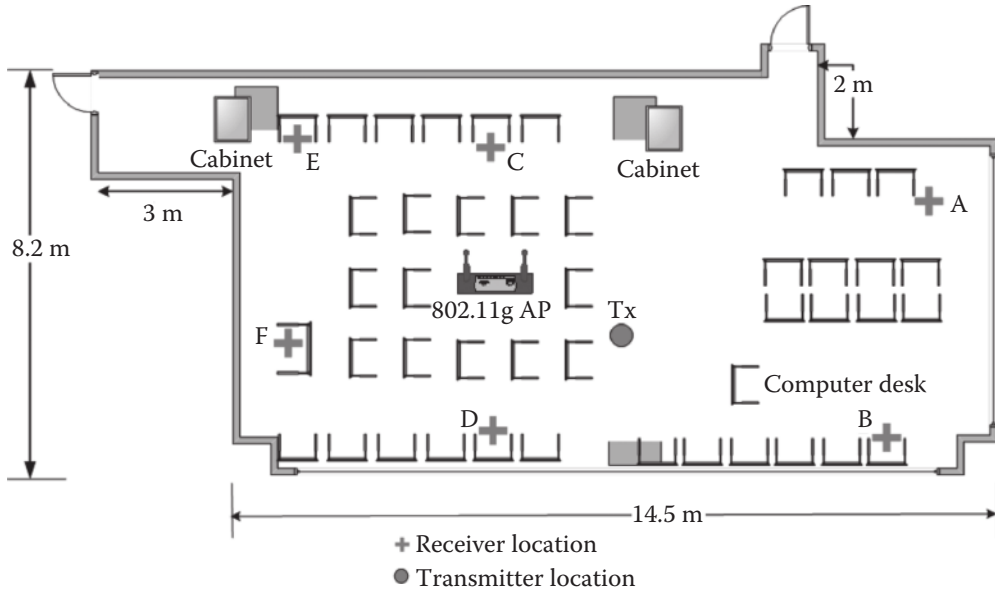 2 m
Cabinet
E
C
Cabinet
A
3 m
8.2 m
802.11g AP
Tx
F
Computer desk
D
B
14.5 m
Receiver location
Transmitter location